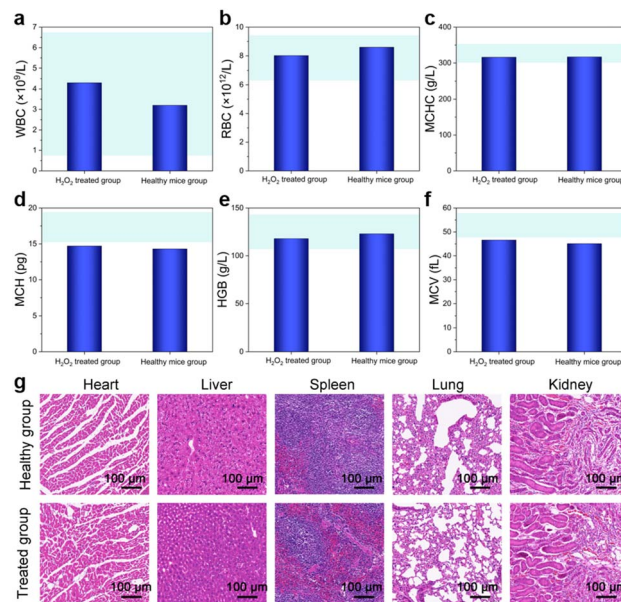 a
b
c
WBC (×10⁹/L)
7
6
5
4
3
2
1
0
H₂O₂ treated group
Healthy mice group
RBC (×10¹²/L)
10
8
6
4
2
0
H₂O₂ treated group
Healthy mice group
MCHC (g/L)
400
300
200
100
0
H₂O₂ treated group
Healthy mice group
d
e
f
MCH (pg)
20
15
10
5
0
H₂O₂ treated group
Healthy mice group
HGB (g/L)
150
100
50
0
H₂O₂ treated group
Healthy mice group
MCV (fL)
60
50
40
30
20
10
0
H₂O₂ treated group
Healthy mice group
g
Heart Liver Spleen Lung Kidney
Healthy group
100 μm 100 μm 100 μm 100 μm 100 μm
Treated group
100 μm 100 μm 100 μm 100 μm 100 μm